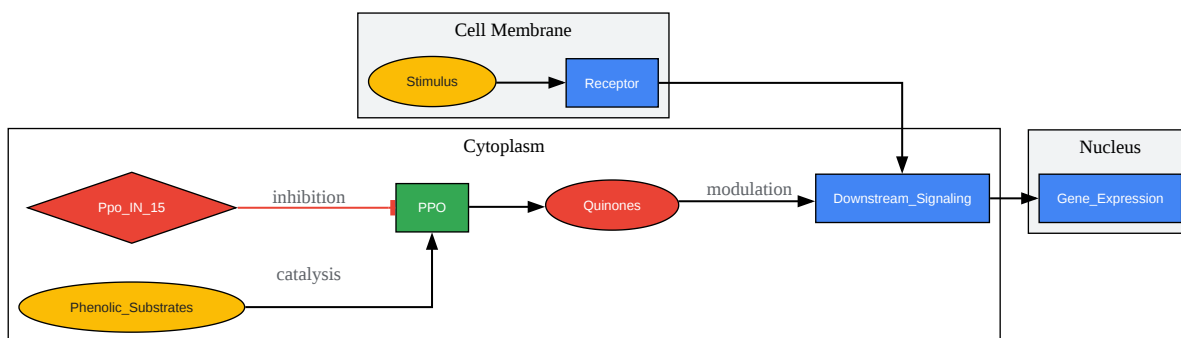 Cell Membrane
Stimulus
Receptor
Cytoplasm
Nucleus
Ppo_IN_15
inhibition
PPO
Quinones
modulation
Downstream_Signaling
Gene_Expression
catalysis
Phenolic_Substrates